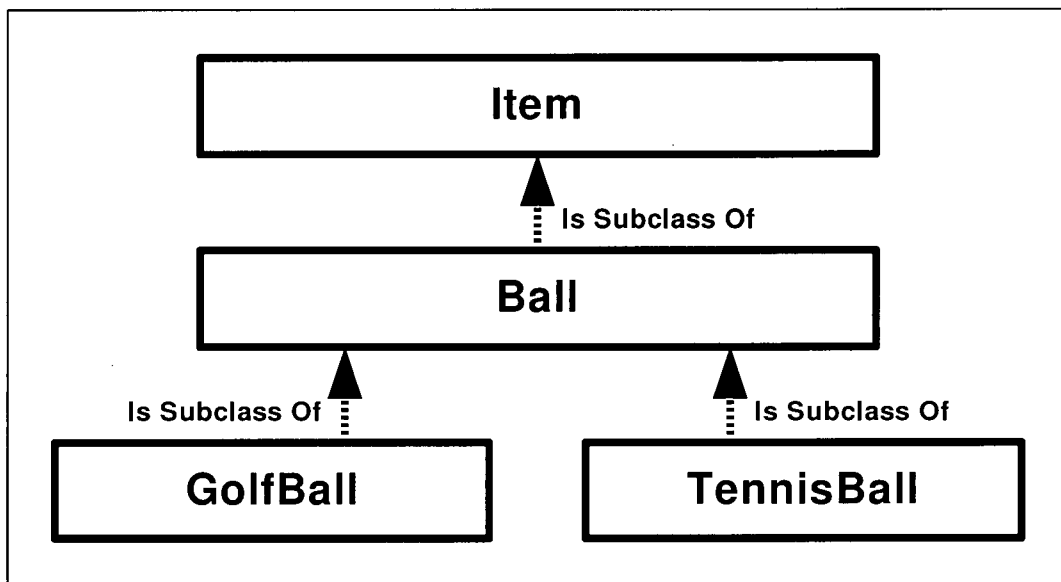 Item
Is Subclass Of
Ball
Is Subclass Of
Is Subclass Of
GolfBall
TennisBall